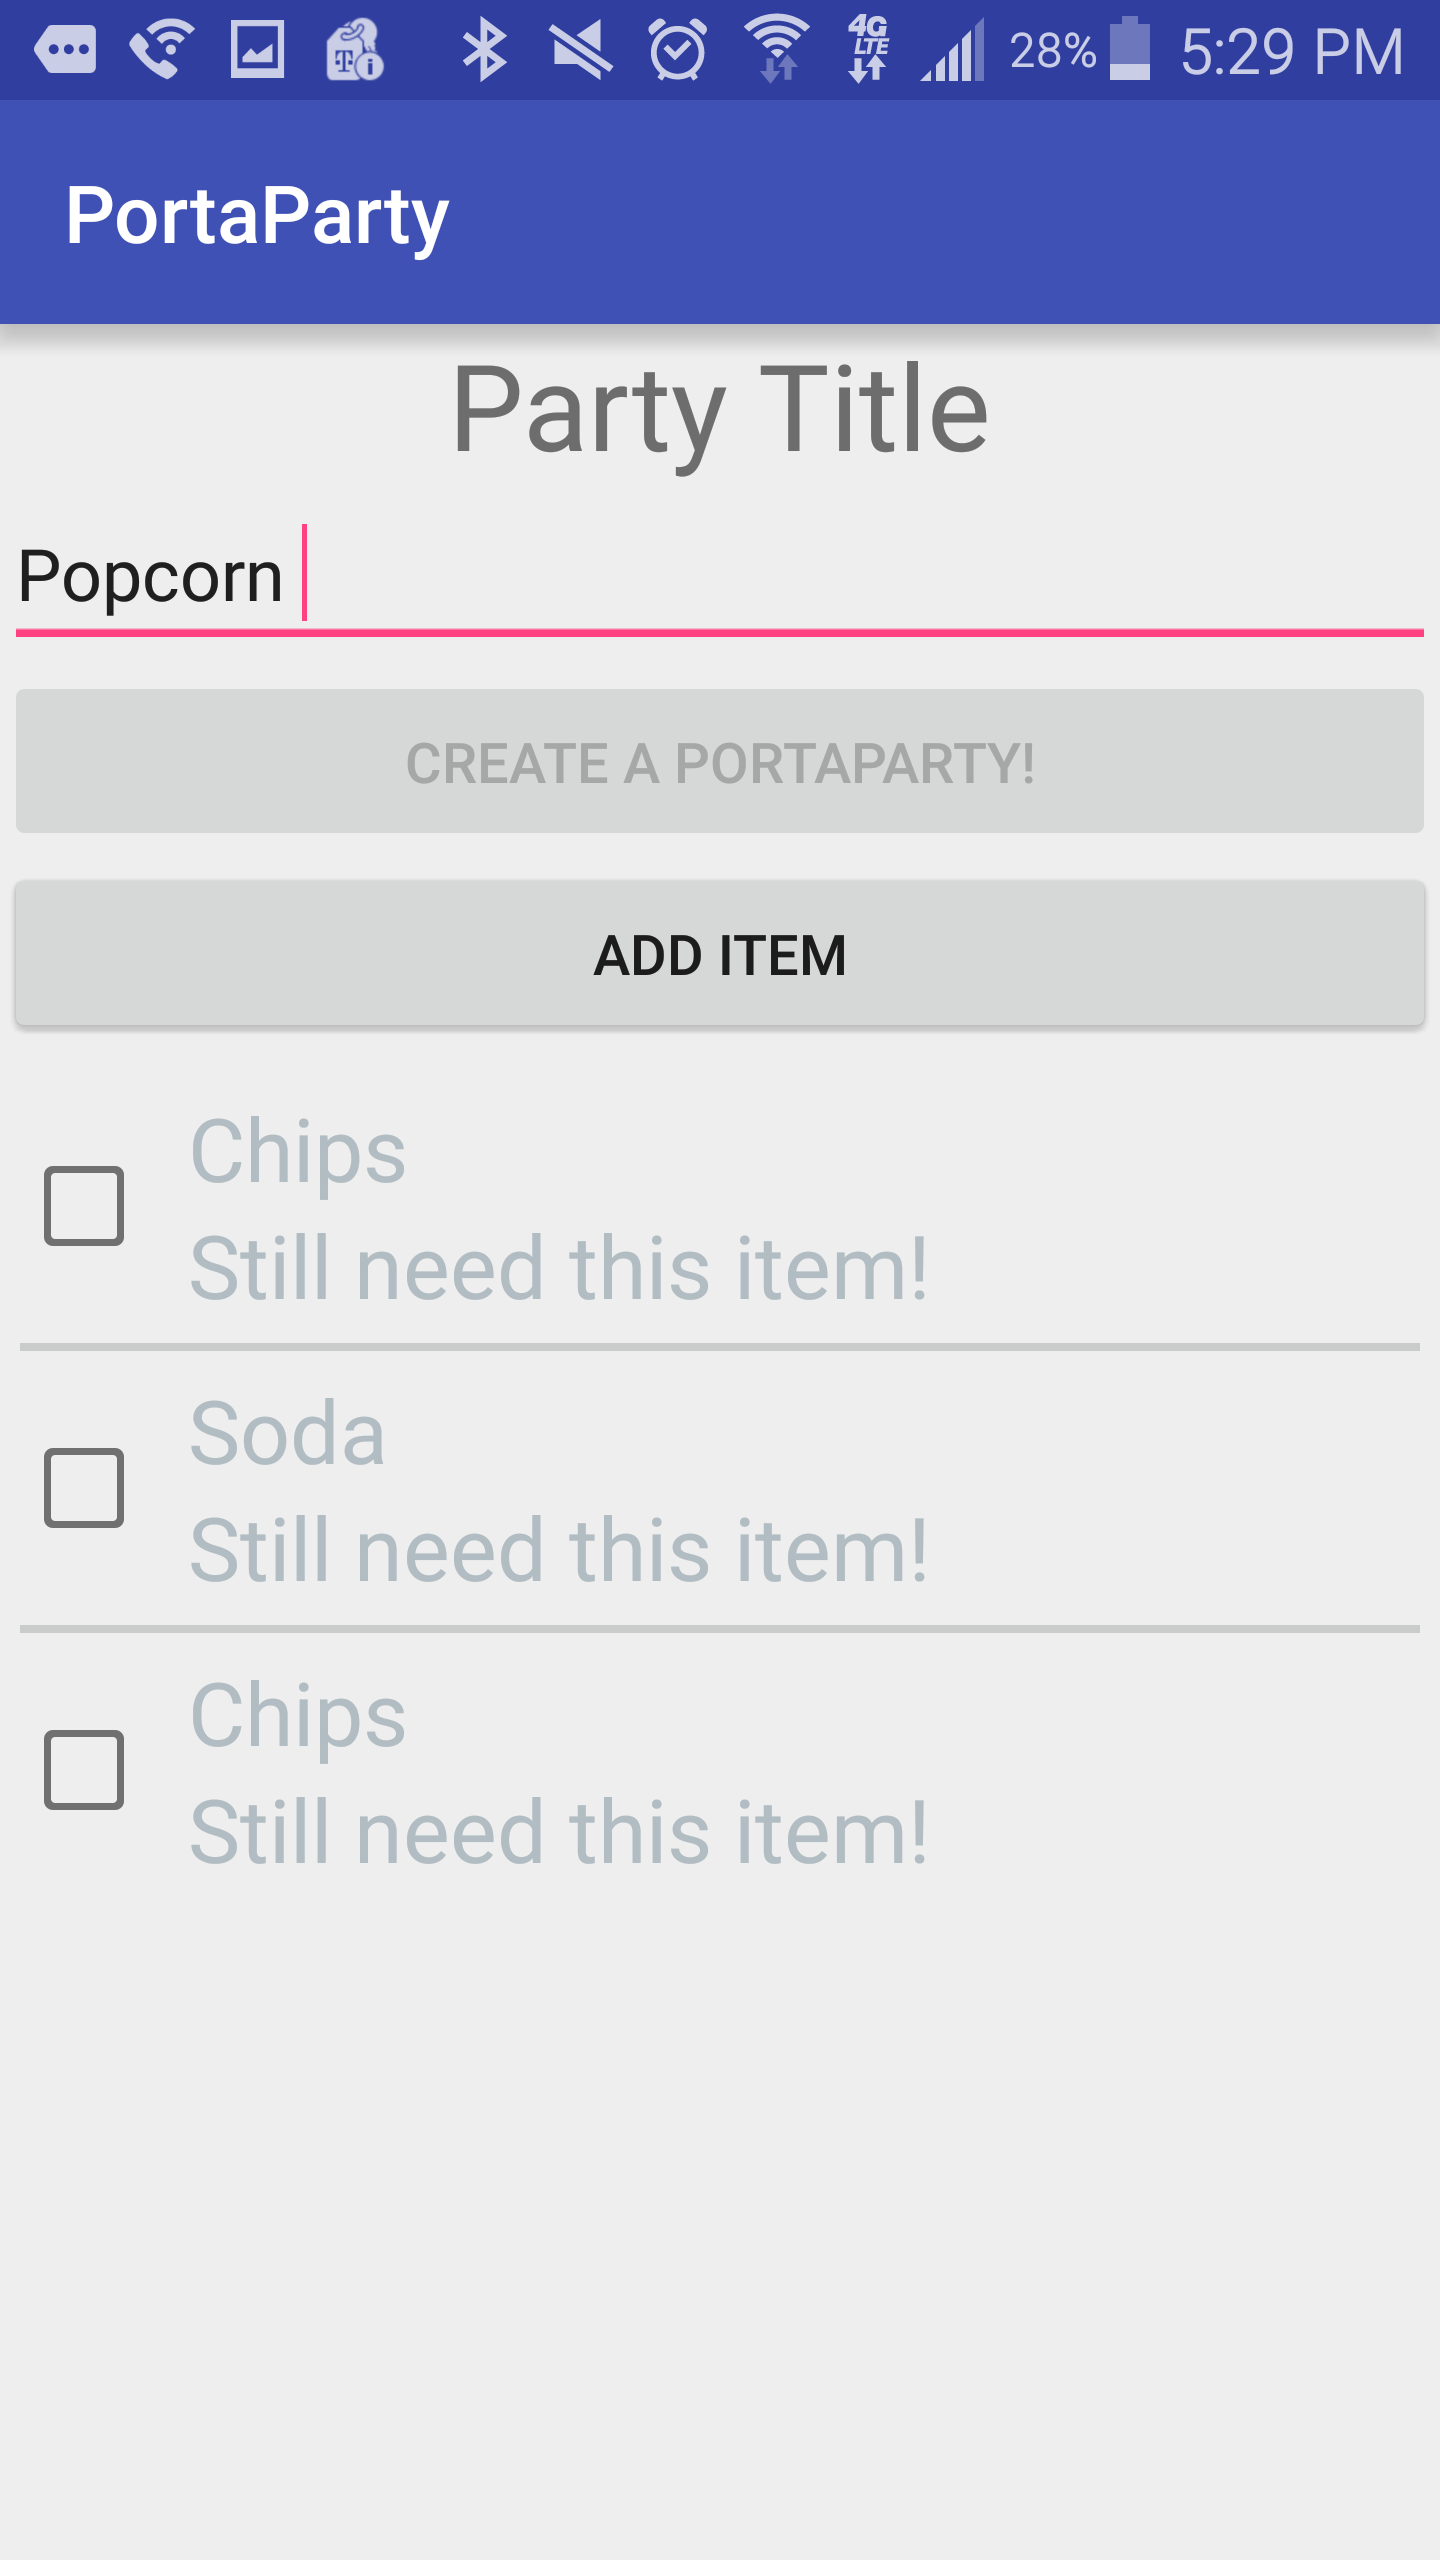 4G LTE 28% 5:29 PM
PortaParty
Party Title
Popcorn
CREATE A PORTAPARTY!
ADD ITEM
Chips
Still need this item!
Soda
Still need this item!
Chips
Still need this item!